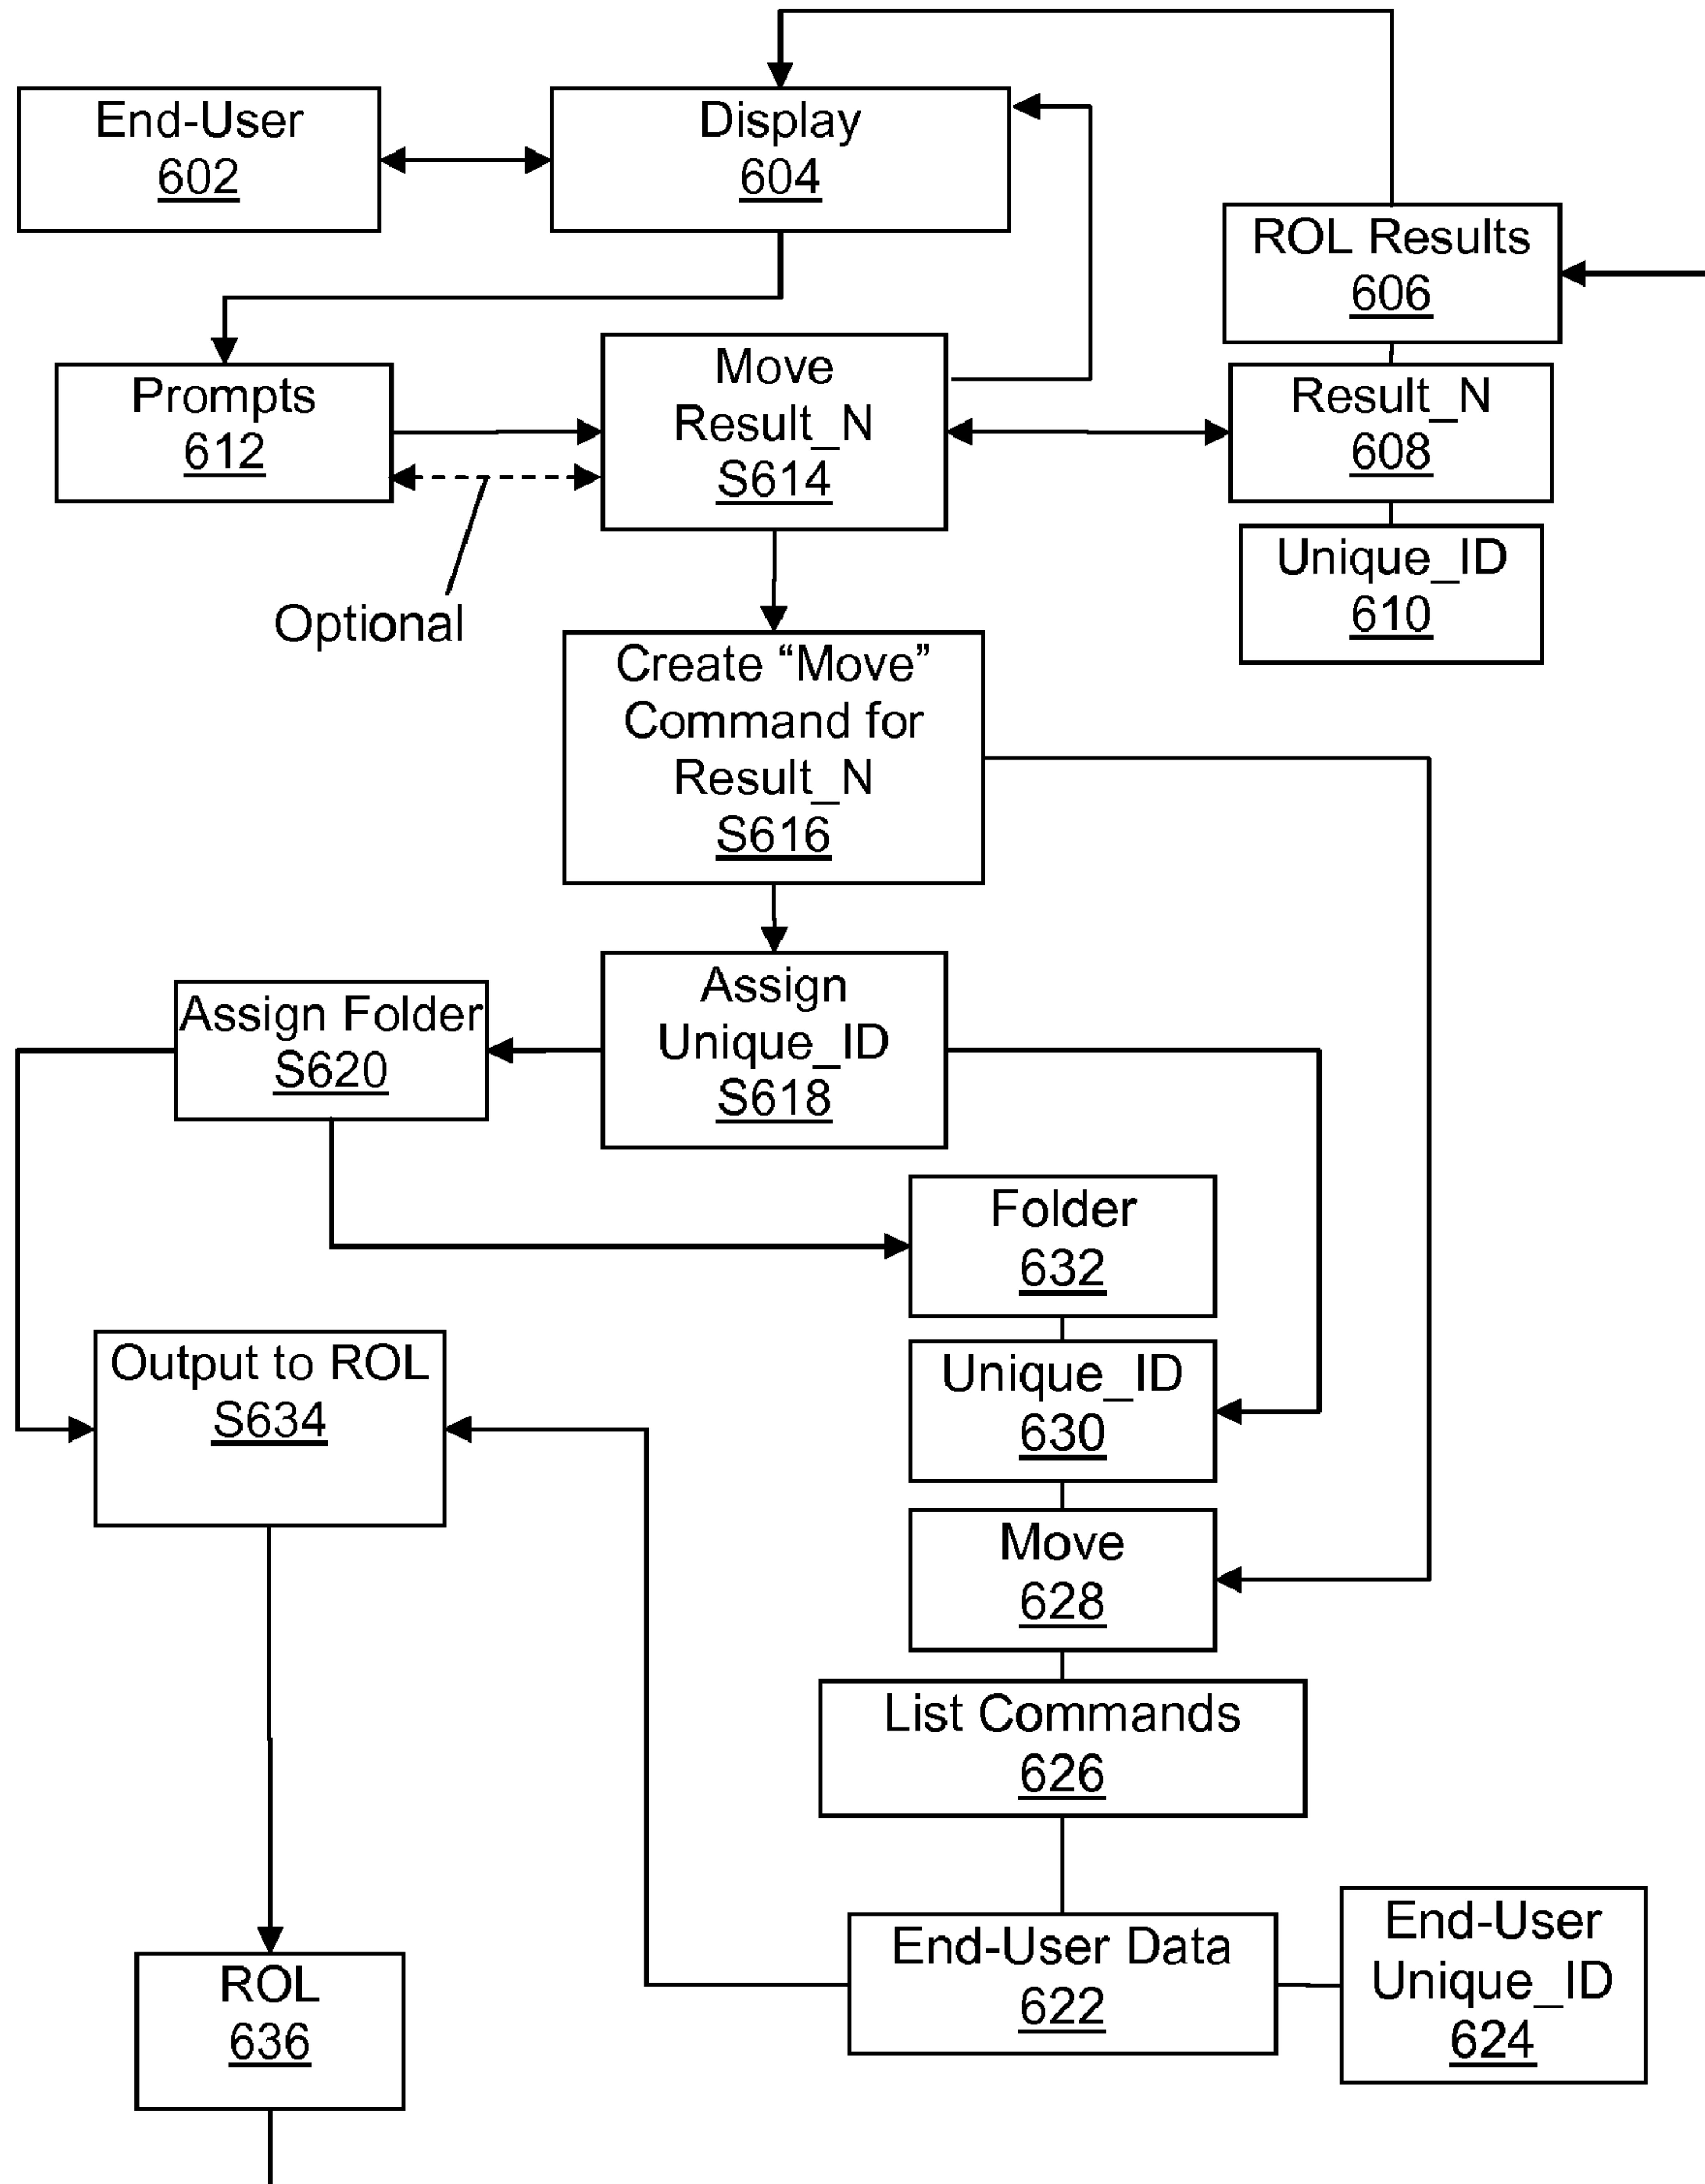 End-User
602
Display
604
ROL Results
606
Prompts
612
Move
Result_N
S614
Result_N
608
Unique_ID
610
Optional
Create “Move”
Command for
Result_N
S616
Assign Folder
S620
Assign
Unique_ID
S618
Folder
632
Output to ROL
S634
Unique_ID
630
Move
628
List Commands
626
End-User Data
622
End-User
Unique_ID
624
ROL
636